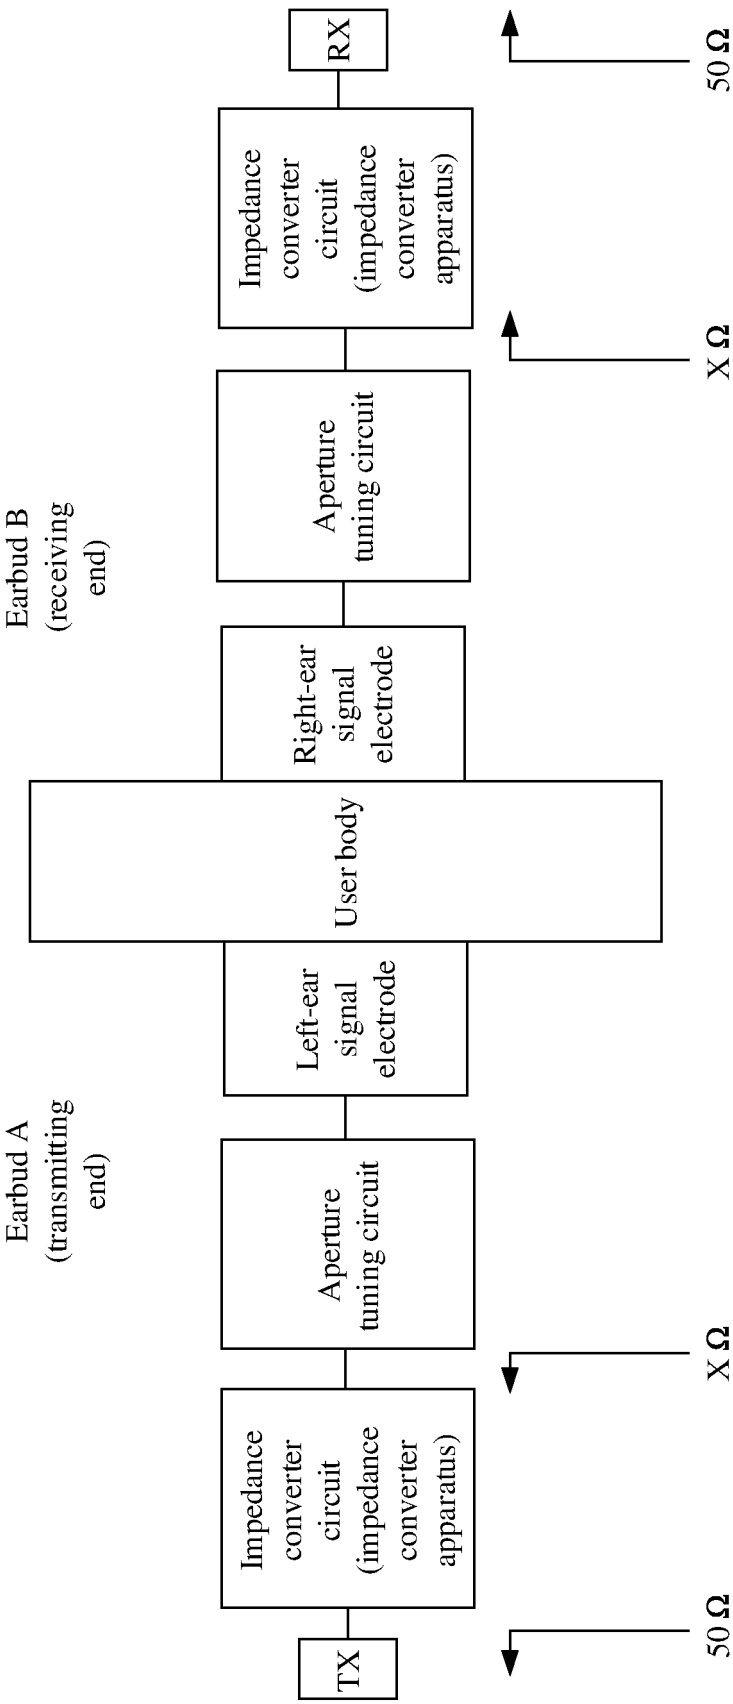 Earbud A
(transmitting
end)
Earbud B
(receiving
end)
TX
Impedance
converter
circuit
(impedance
converter
apparatus)
Aperture
tuning circuit
Left-ear
signal
electrode
User body
Right-ear
signal
electrode
Aperture
tuning circuit
Impedance
converter
circuit
(impedance
converter
apparatus)
RX
50 Ω
X Ω
X Ω
50 Ω